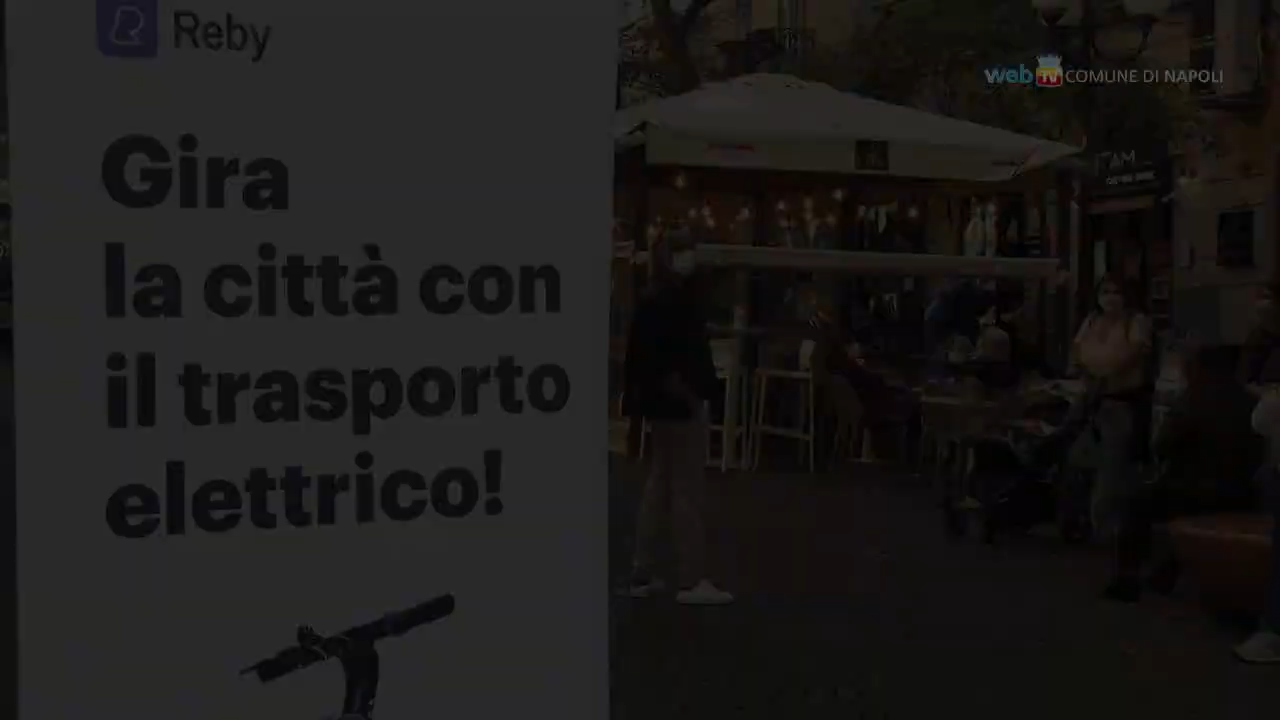 Reby
web TV COMUNE DI NAPOLI
Gira
la città con
il trasporto
elettrico!